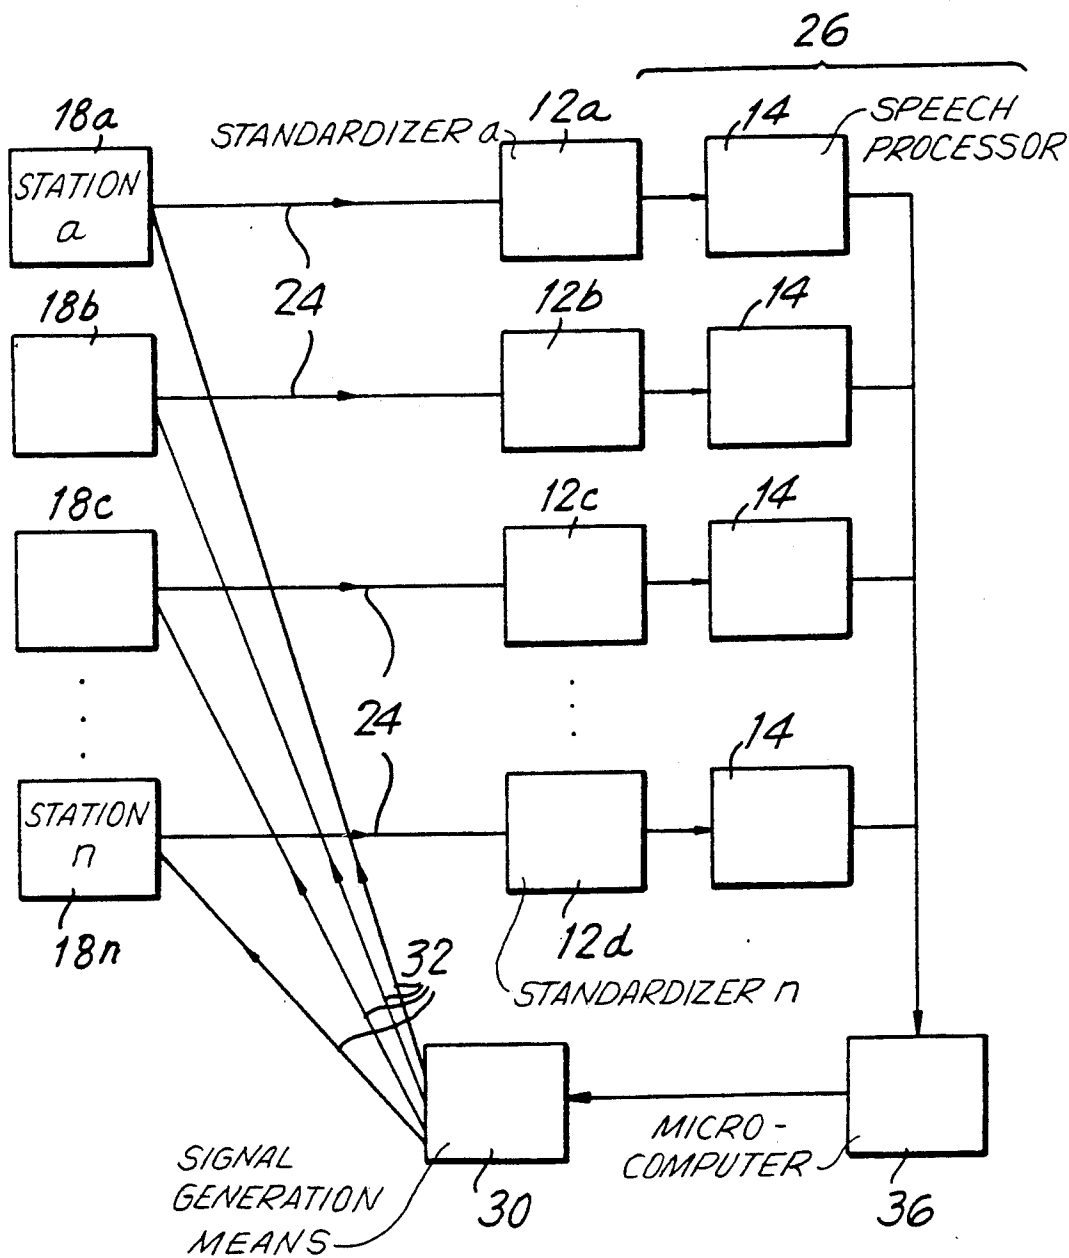 26
18a
STANDARDIZER a
12a
14
SPEECH
PROCESSOR
STATION
a
24
18b
12b
14
18c
12c
14
24
14
STATION
n
18n
12d
32
STANDARDIZER n
MICRO-
COMPUTER
SIGNAL
GENERATION
MEANS
30
36